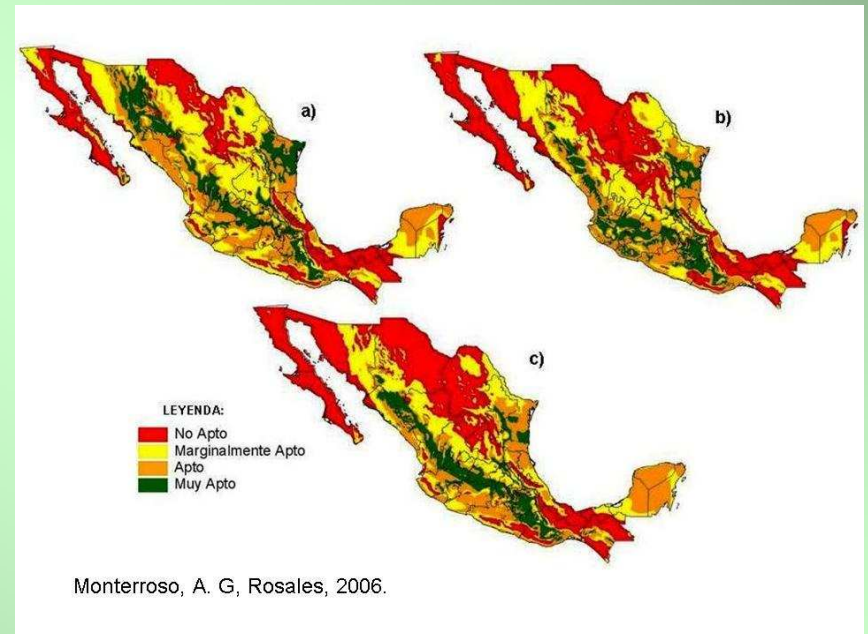 a)
b)
c)
LEYENDA:
No Apto
Marginalmente Apto
Apto
Muy Apto
Monterroso, A. G, Rosales, 2006.